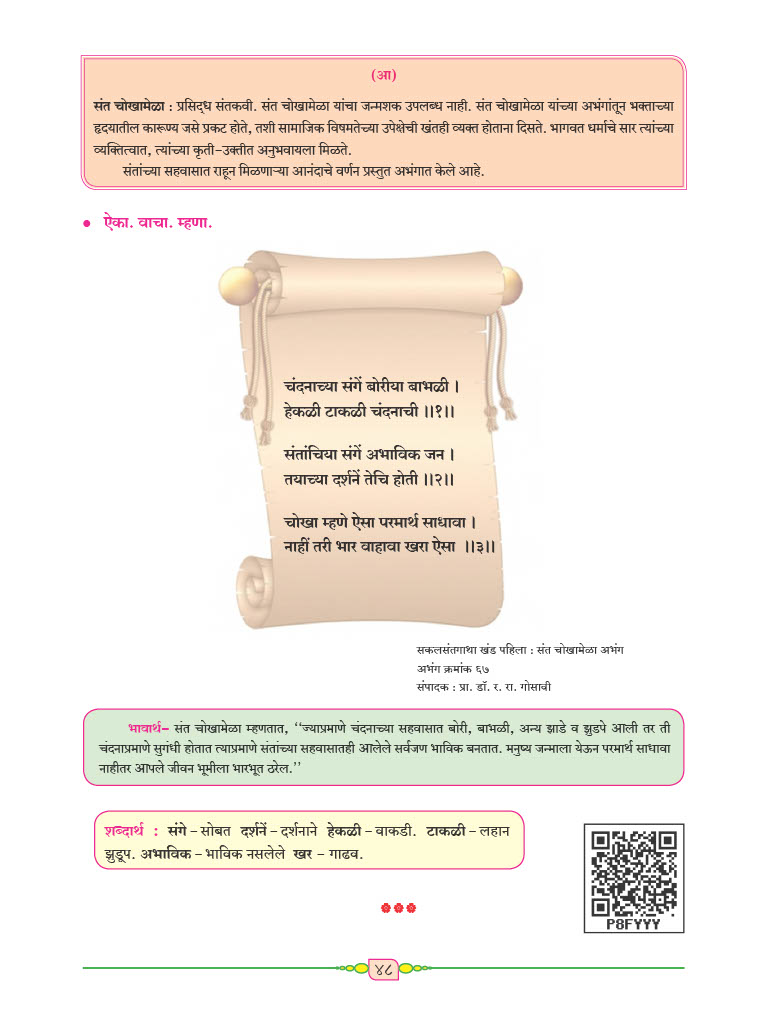 (आ)
संत चोखामेळा : प्रसिद्ध संतकवी. संत चोखामेळा यांचा जन्मशक उपलब्ध नाही. संत चोखामेळा यांच्या अभंगांतून भक्ताच्या
हृदयातील कारूण्य जसे प्रकट होते, तशी सामाजिक विषमतेच्या उपेक्षेची खंतही व्यक्त होताना दिसते. भागवत धर्माचे सार त्यांच्या
व्यक्तित्वात, त्यांच्या कृती-उक्तीत अनुभवायला मिळते.
संतांच्या सहवासात राहून मिळणाऱ्या आनंदाचे वर्णन प्रस्तुत अभंगात केले आहे.
● ऐका. वाचा. म्हणा.
चंदनाच्या संगें बोरीया बाभळी ।
हेकळी टाकळी चंदनाची ।।१।।
संतांचिया संगें अभाविक जन ।
तयाच्या दर्शनें तेचि होती ।।२।।
चोखा म्हणे ऐसा परमार्थ साधावा ।
नाहीं तरी भार वाहावा खरा ऐसा ।।३।।
सकलसंतगाथा खंड पहिला : संत चोखामेळा अभंग
अभंग क्रमांक ६७
संपादक : प्रा. डॉ. र. रा. गोसावी
भावार्थ– संत चोखामेळा म्हणतात, ‘‘ज्याप्रमाणे चंदनाच्या सहवासात बोरी, बाभळी, अन्य झाडे व झुडपे आली तर ती
चंदनाप्रमाणे सुगंधी होतात त्याप्रमाणे संतांच्या सहवासातही आलेले सर्वजण भाविक बनतात. मनुष्य जन्माला येऊन परमार्थ साधावा
नाहीतर आपले जीवन भूमीला भारभूत ठरेल.’’
शब्दार्थ : संगे – सोबत दर्शनें – दर्शनाने हेकळी – वाकडी. टाकळी – लहान
झुडूप. अभाविक – भाविक नसलेले खर – गाढव.
P8FYYY
४८